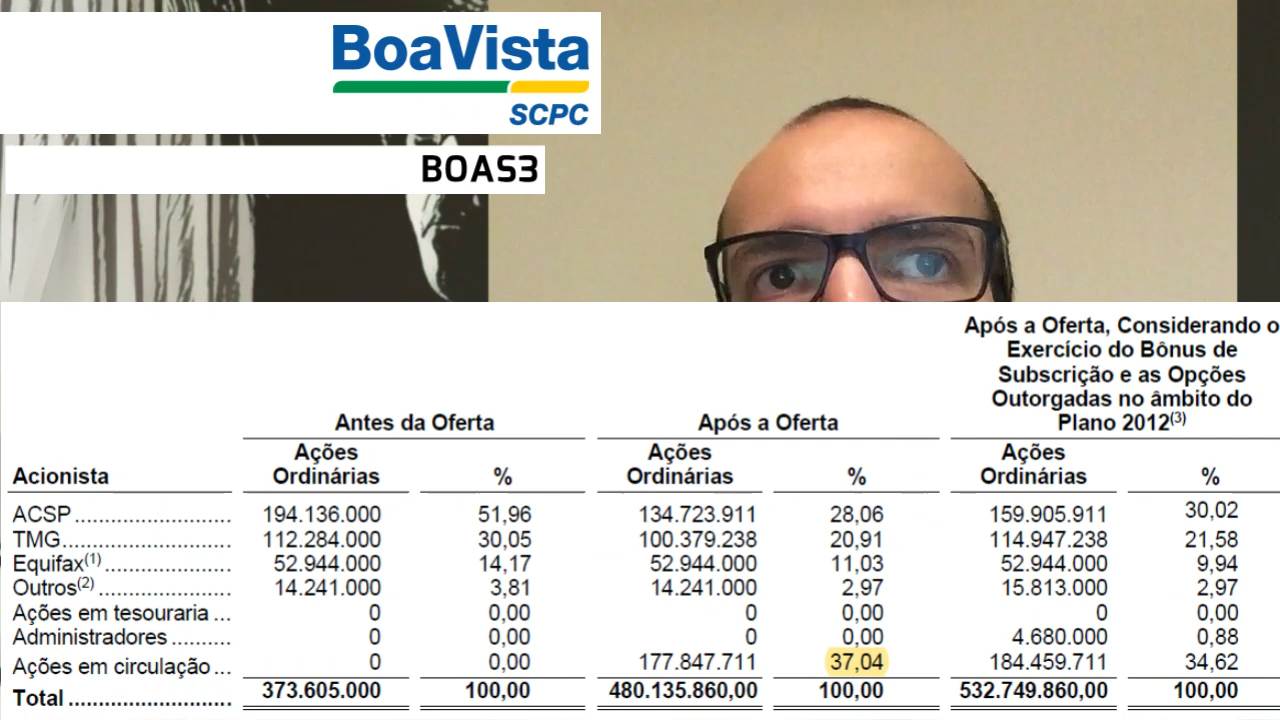 BoaVista
SCPC
BOAS3
Após a Oferta, Considerando o
Exercício do Bônus de
Subscrição e as Opções
Outorgadas no âmbito do
Plano 2012(3)
Antes da Oferta Após a Oferta
Acionista Ações Ordinárias % Ações Ordinárias % Ações Ordinárias %
ACSP 194.136.000 51,96 134.723.911 28,06 159.905.911 30,02
TMG 112.284.000 30,05 100.379.238 20,91 114.947.238 21,58
Equifax(1) 52.944.000 14,17 52.944.000 11,03 52.944.000 9,94
Outros(2) 14.241.000 3,81 14.241.000 2,97 15.813.000 2,97
Ações em tesouraria ... 0 0,00 0 0,00 0 0,00
Administradores 0 0,00 0 0,00 4.680.000 0,88
Ações em circulação ... 0 0,00 177.847.711 37,04 184.459.711 34,62
Total 373.605.000 100,00 480.135.860,00 100,00 532.749.860,00 100,00